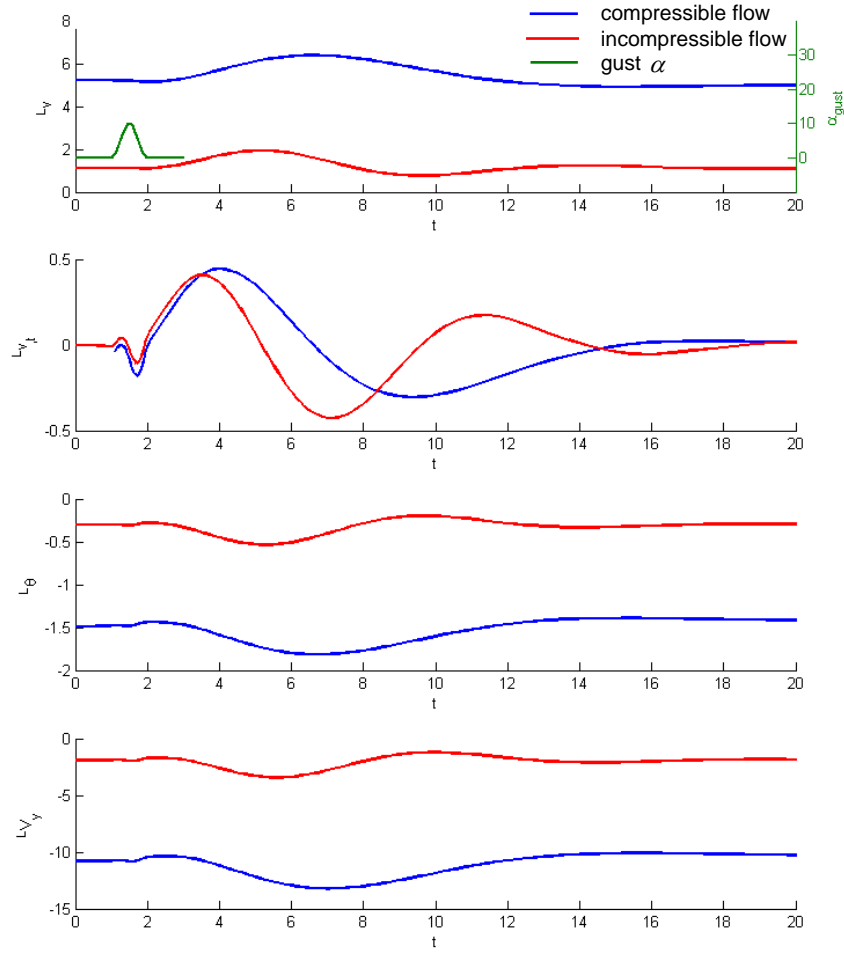 compressible flow
incompressible flow
gust α
8
6
4
2
0
L_v
30
20
10
0
α_gust
0 2 4 6 8 10 12 14 16 18 20
t
0.5
0
-0.5
L_v,t
0 2 4 6 8 10 12 14 16 18 20
t
0
-0.5
-1
-1.5
-2
L_θ
0 2 4 6 8 10 12 14 16 18 20
t
0
-5
-10
-15
L_V_y
0 2 4 6 8 10 12 14 16 18 20
t